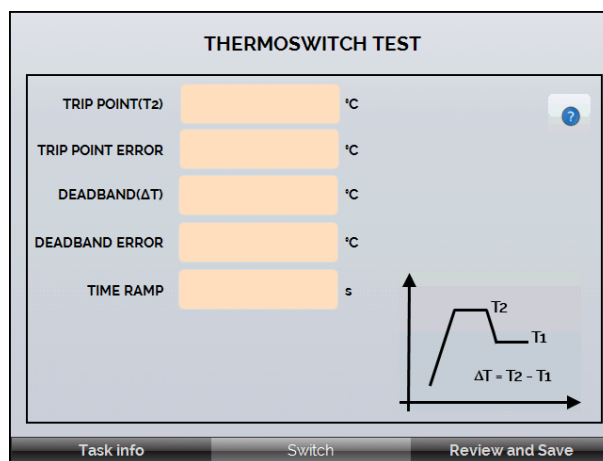 THERMOSWITCH TEST
TRIP POINT(T2) °C
?
TRIP POINT ERROR °C
DEADBAND(ΔT) °C
DEADBAND ERROR °C
TIME RAMP s
T2
T1
ΔT = T2 - T1
Task info Switch Review and Save